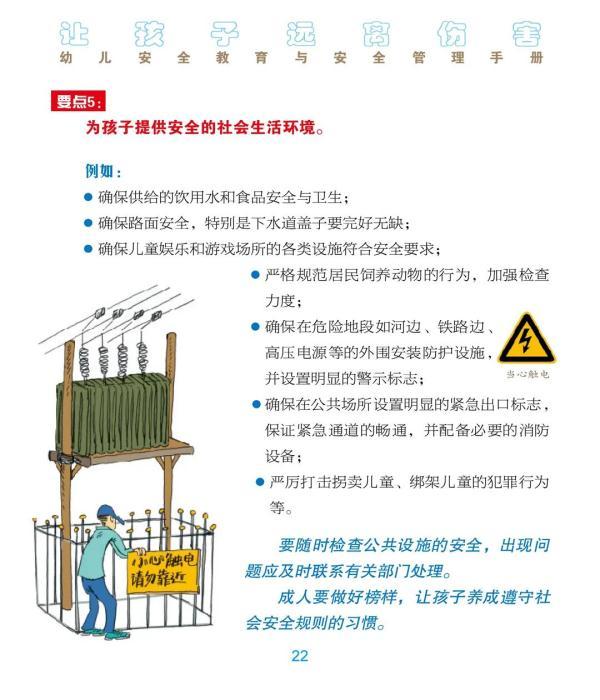 让孩子远离伤害
幼儿安全教育与安全管理手册
要点5：
为孩子提供安全的社会生活环境。
例如：
● 确保供给的饮用水和食品安全与卫生；
● 确保路面安全，特别是下水道盖子要完好无缺；
● 确保儿童娱乐和游戏场所的各类设施符合安全要求；
● 严格规范居民饲养动物的行为，加强检查
力度；
● 确保在危险地段如河边、铁路边、
高压电源等的外围安装防护设施，
并设置明显的警示标志；
当心触电
● 确保在公共场所设置明显的紧急出口标志，
保证紧急通道的畅通，并配备必要的消防
设备；
● 严厉打击拐卖儿童、绑架儿童的犯罪行为
等。
小心触电
请勿靠近
要随时检查公共设施的安全，出现问
题应及时联系有关部门处理。
成人要做好榜样，让孩子养成遵守社
会安全规则的习惯。
22